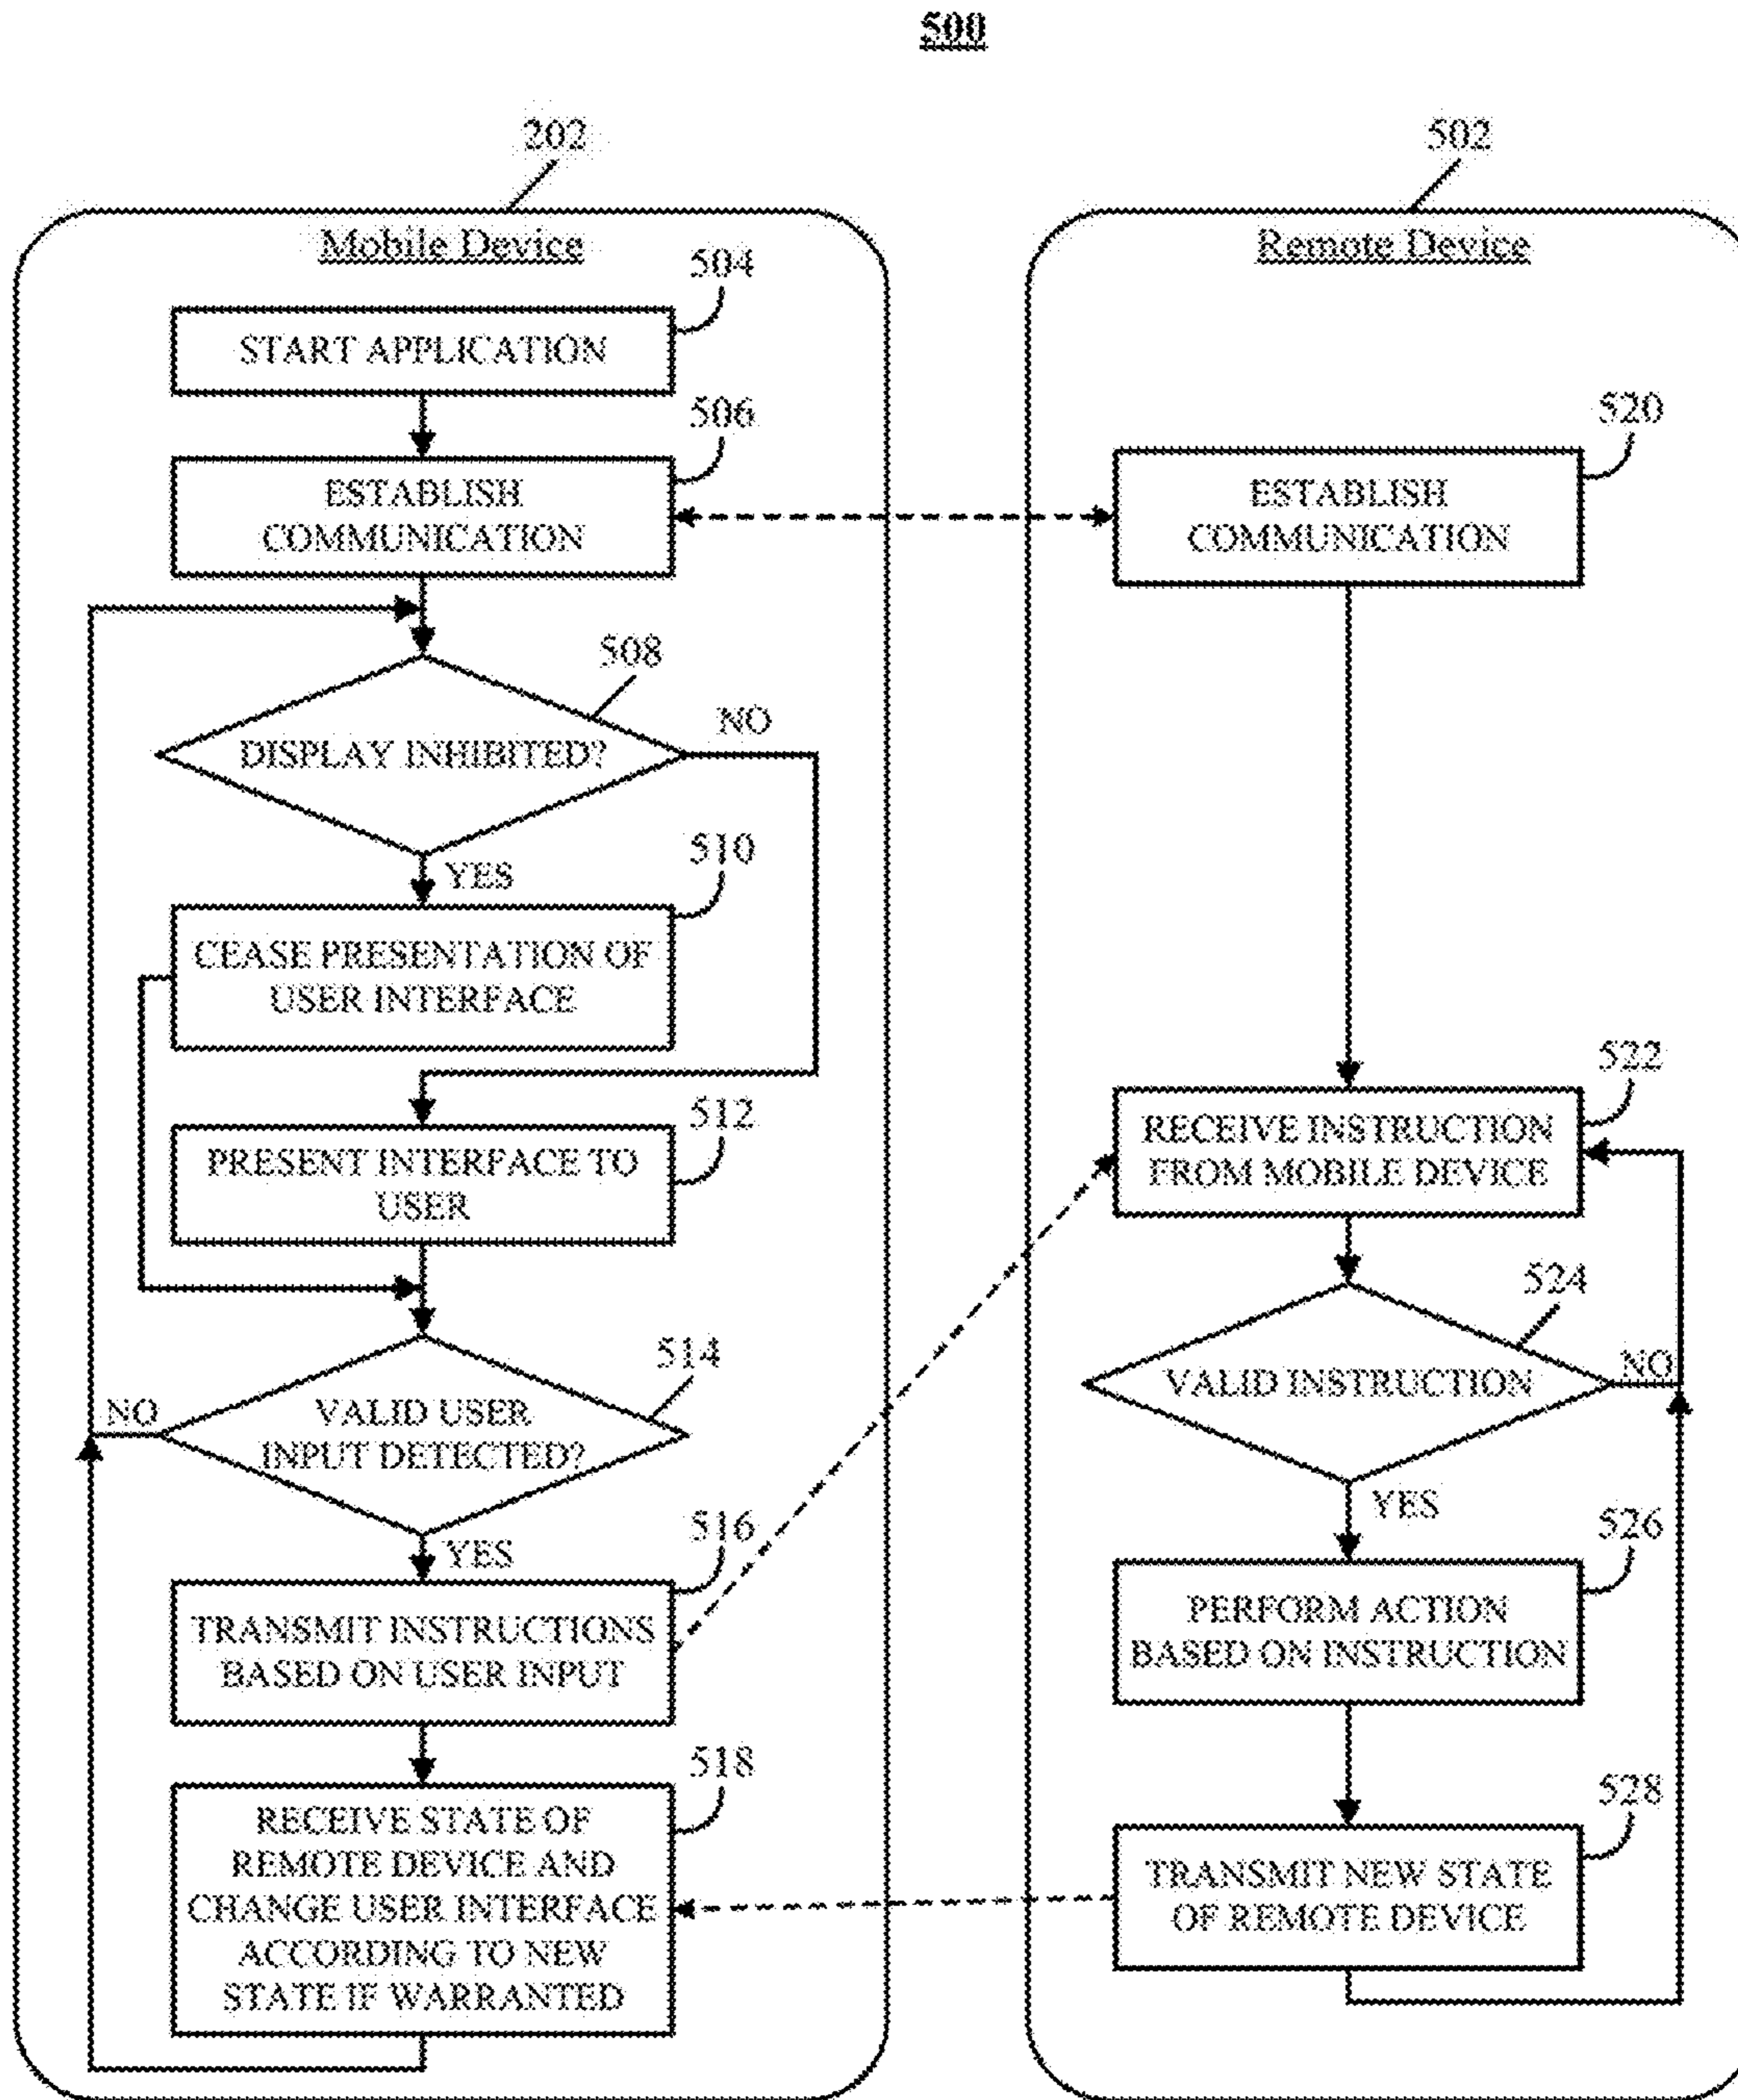 500
202
Mobile Device
504
START APPLICATION
506
ESTABLISH
COMMUNICATION
508
DISPLAY INHIBITED?
NO
YES
510
CEASE PRESENTATION OF
USER INTERFACE
512
PRESENT INTERFACE TO
USER
514
VALID USER
INPUT DETECTED?
NO
YES
516
TRANSMIT INSTRUCTIONS
BASED ON USER INPUT
518
RECEIVE STATE OF
REMOTE DEVICE AND
CHANGE USER INTERFACE
ACCORDING TO NEW
STATE IF WARRANTED
502
Remote Device
520
ESTABLISH
COMMUNICATION
522
RECEIVE INSTRUCTION
FROM MOBILE DEVICE
524
VALID INSTRUCTION
NO
YES
526
PERFORM ACTION
BASED ON INSTRUCTION
528
TRANSMIT NEW STATE
OF REMOTE DEVICE